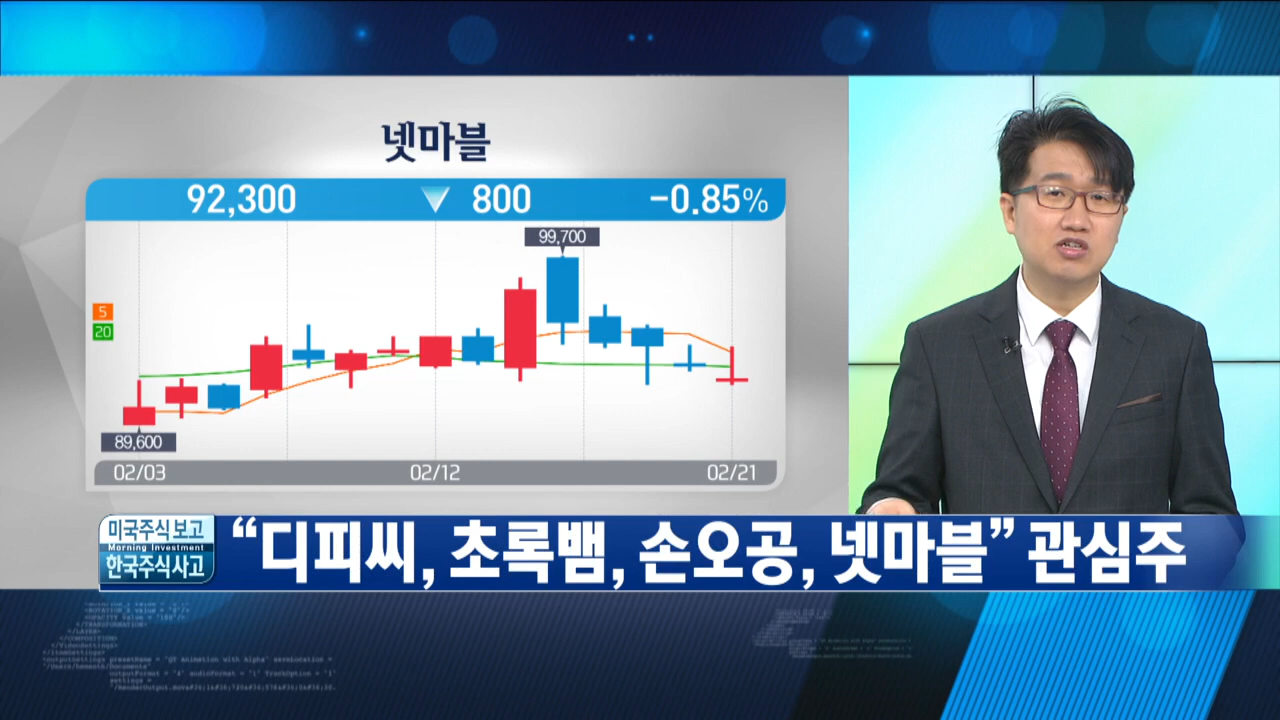 넷마블
92,300 ▼ 800 -0.85%
99,700
5
20
89,600
02/03 02/12 02/21
미국주식 보고
Morning Investment
한국주식 사고
“디피씨, 초록뱀, 손오공, 넷마블” 관심주